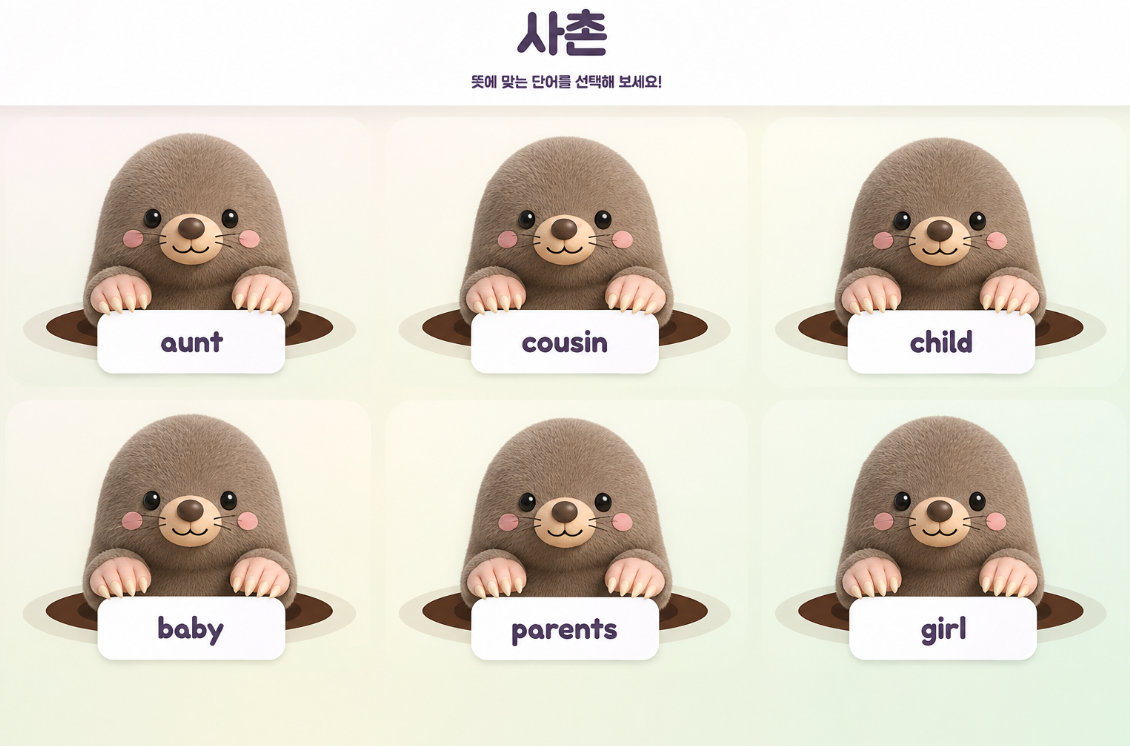 사촌
뜻에 맞는 단어를 선택해 보세요!
aunt
cousin
child
baby
parents
girl